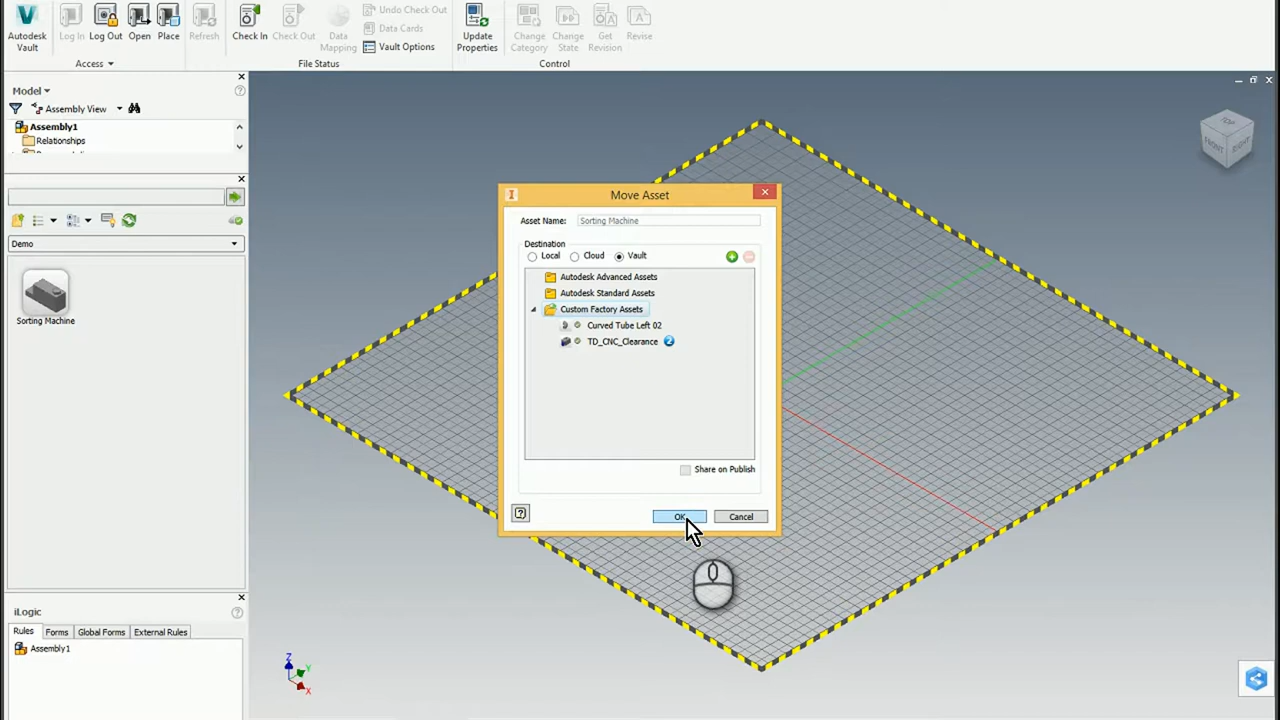 Autodesk Vault
Log In
Log Out
Open
Place
Refresh
Check In
Check Out
Data Mapping
Undo Check Out
Data Cards
Vault Options
Update Properties
Change Category
Change State
Get Revision
Revise
Access
File Status
Control
Model
Assembly View
Assembly1
Relationships
Demo
Sorting Machine
iLogic
Rules
Forms
Global Forms
External Rules
Assembly1
Move Asset
Asset Name:
Sorting Machine
Destination
Local
Cloud
Vault
Autodesk Advanced Assets
Autodesk Standard Assets
Custom Factory Assets
Curved Tube Left 02
TD_CNC_Clearance
2
Share on Publish
OK
Cancel
TOP
FRONT
RIGHT
Z
Y
X